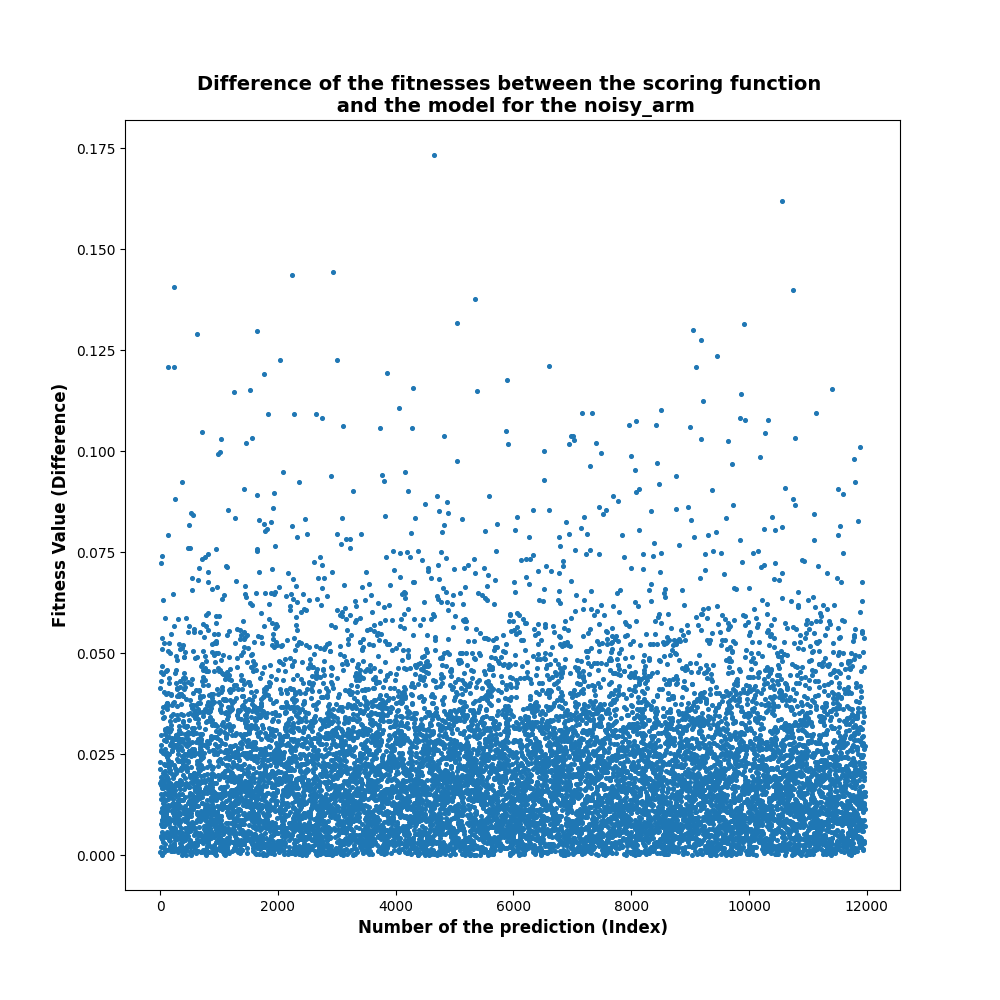 Difference of the fitnesses between the scoring function
and the model for the noisy_arm
0.175
0.150
0.125
0.100
0.075
0.050
0.025
0.000
Fitness Value (Difference)
0 2000 4000 6000 8000 10000 12000
Number of the prediction (Index)